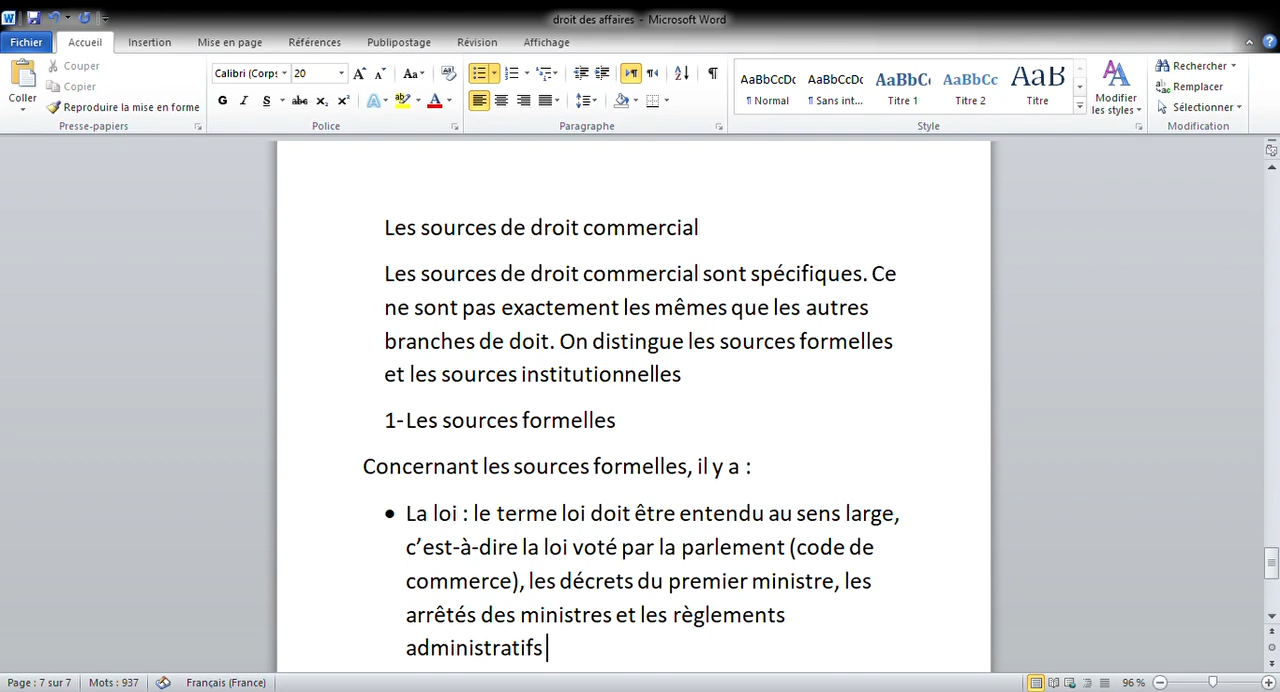 droit des affaires - Microsoft Word
Fichier Accueil Insertion Mise en page Références Publipostage Révision Affichage
Coller
Couper
Copier
Reproduire la mise en forme
Presse-papiers
Calibri (Corps 20
G I S abc x₂ x² Aa A
Police
Paragraphe
AaBbCcDc AaBbCcDc AaBbC AaBbCc AaB
¶ Normal ¶ Sans int... Titre 1 Titre 2 Titre
Modifier
les styles
Style
Rechercher
Remplacer
Sélectionner
Modification
Les sources de droit commercial
Les sources de droit commercial sont spécifiques. Ce
ne sont pas exactement les mêmes que les autres
branches de doit. On distingue les sources formelles
et les sources institutionnelles
1-Les sources formelles
Concernant les sources formelles, il y a :
• La loi : le terme loi doit être entendu au sens large,
c’est-à-dire la loi voté par la parlement (code de
commerce), les décrets du premier ministre, les
arrêtés des ministres et les règlements
administratifs
Page : 7 sur 7 Mots : 937 Français (France) 96 %